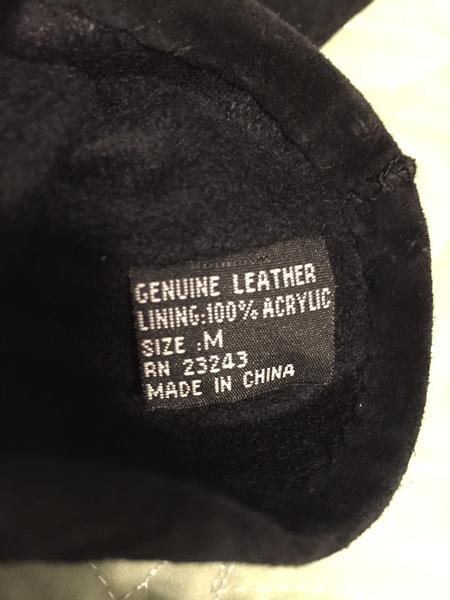 GENUINE LEATHER
LINING:100% ACRYLIC
SIZE :M
RN 23243
MADE IN CHINA